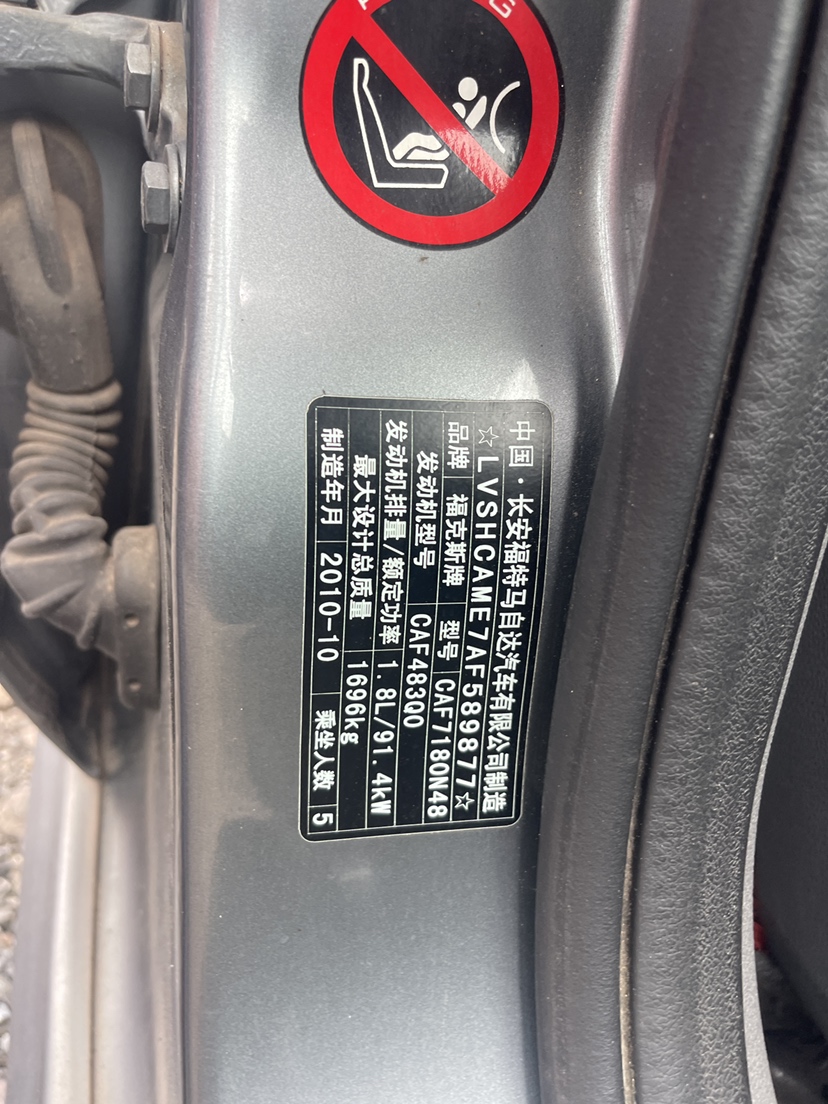 中国·长安福特马自达汽车有限公司制造
☆LVSHCAME7AF589877☆
品牌 福克斯牌 型号 CAF7180N48
发动机型号 CAF483Q0
发动机排量/额定功率 1.8L/91.4kW
最大设计总质量 1696kg
制造年月 2010-10 乘坐人数 5